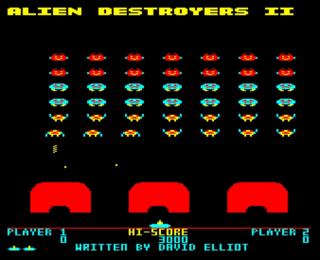 ALIEN DESTROYERS II
PLAYER 1 HI-SCORE PLAYER 2
0 3000 0
WRITTEN BY DAVID ELLIOT